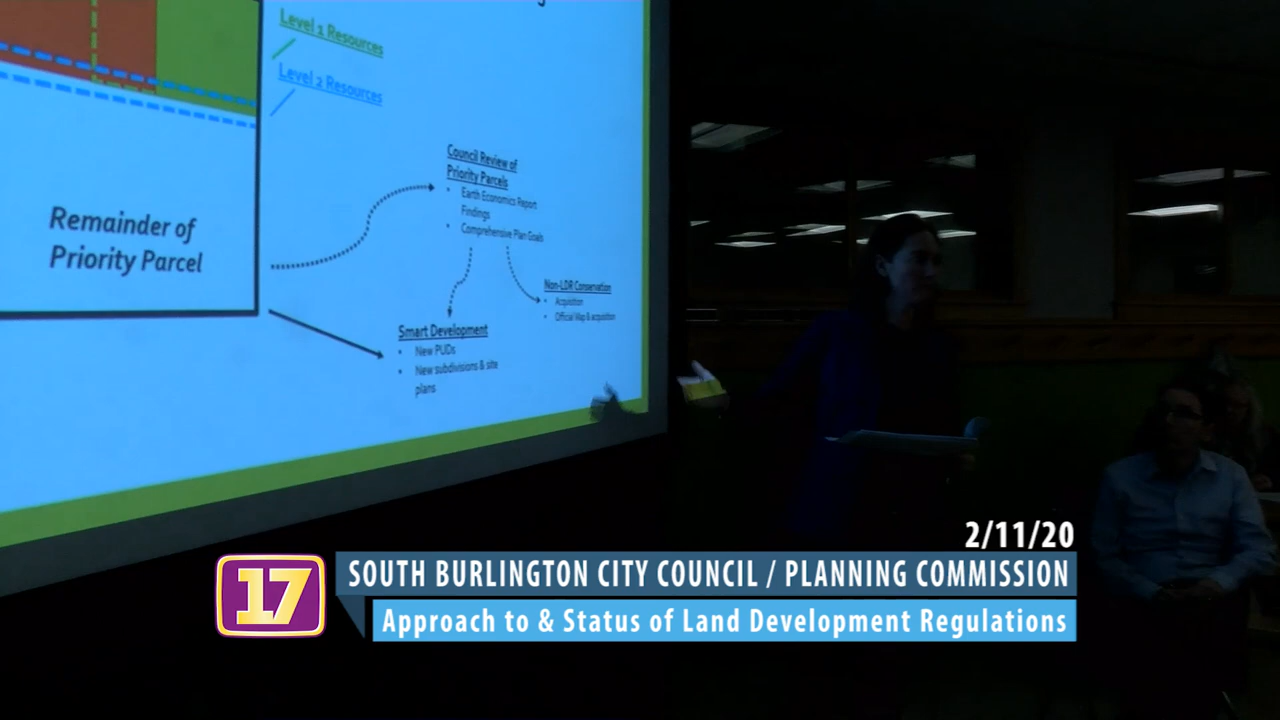 Level 1 Resources
Level 2 Resources
Remainder of
Priority Parcel
Council Review of
Priority Parcels
• Earth Economics Report
Findings
• Comprehensive Plan Goals
Non-LDR Conservation
• Acquisition
• Official Map & acquisition
Smart Development
• New PUDs
• New subdivisions & site
plans
2/11/20
17
SOUTH BURLINGTON CITY COUNCIL / PLANNING COMMISSION
Approach to & Status of Land Development Regulations